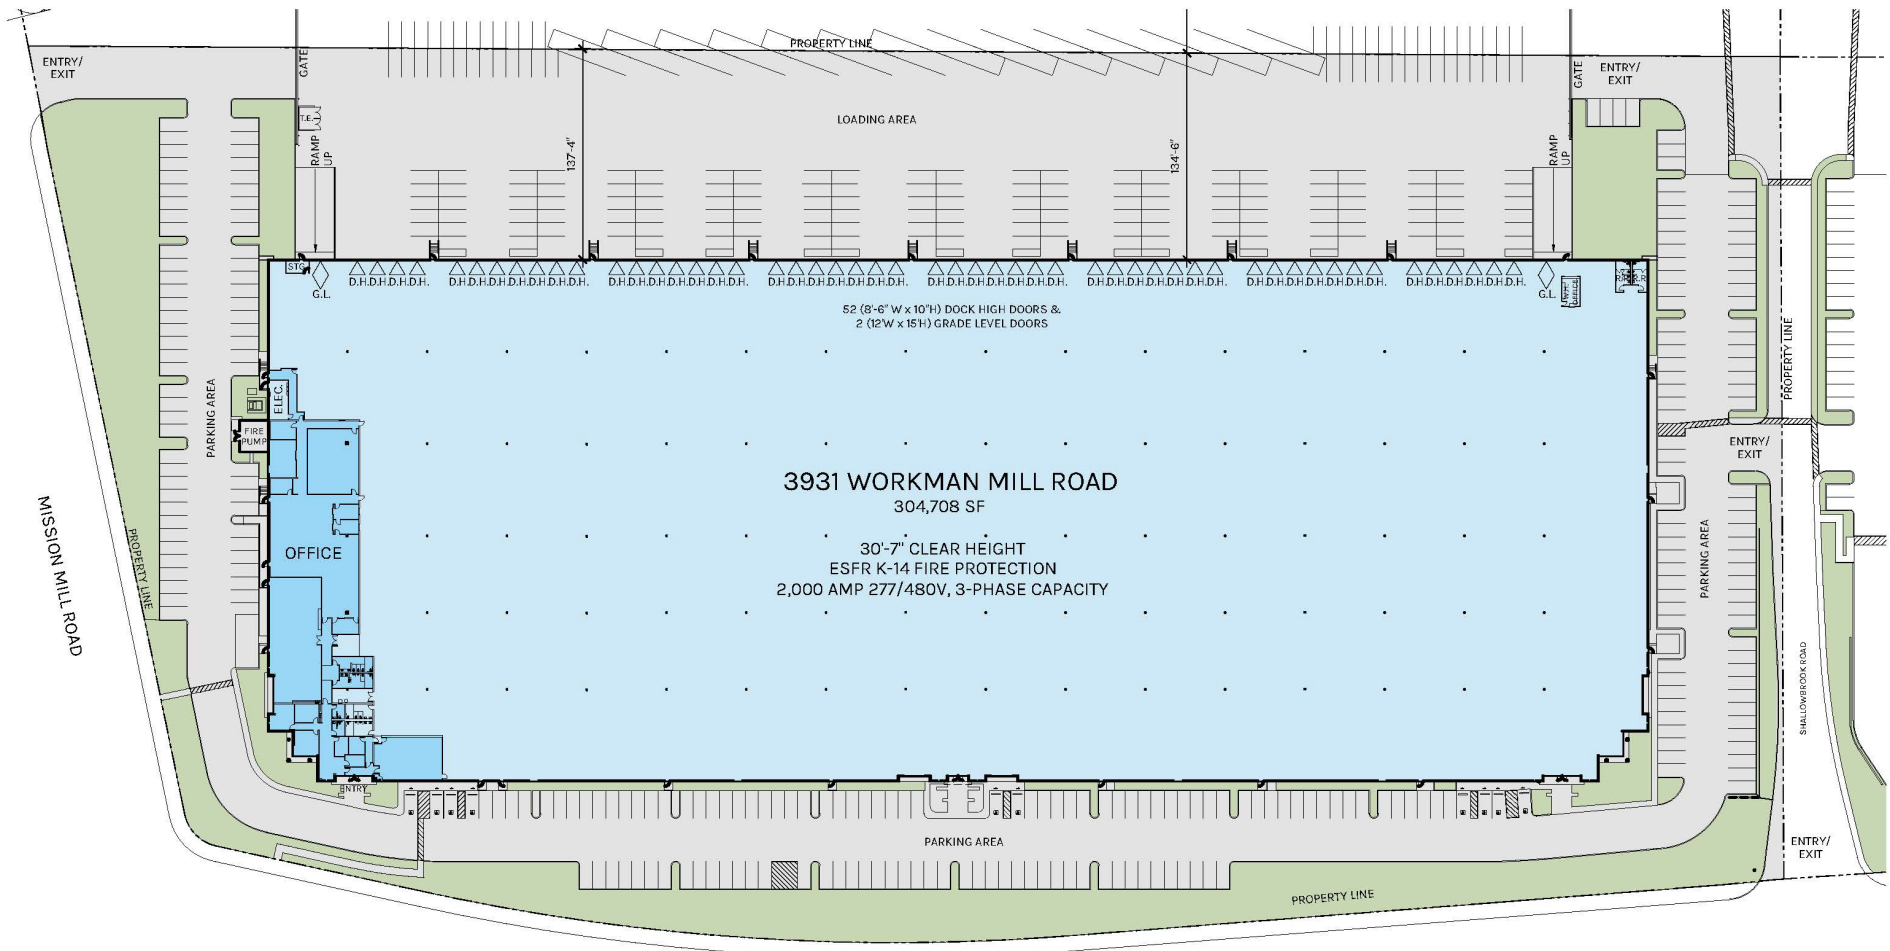 PROPERTY LINE
ENTRY/
EXIT
GATE
GATE
ENTRY/
EXIT
T.E.
LOADING AREA
RAMP
UP
137'-4"
134'-6"
RAMP
UP
STG
G.L.
D.H.D.H.D.H.D.H.
D.H.D.H.D.H.D.H.D.H.D.H.D.H.
D.H.D.H.D.H.D.H.D.H.D.H.D.H.
D.H.D.H.D.H.D.H.D.H.D.H.D.H.
D.H.D.H.D.H.D.H.D.H.D.H.D.H.
D.H.D.H.D.H.D.H.D.H.D.H.D.H.
D.H.D.H.D.H.D.H.D.H.D.H.D.H.
D.H.D.H.D.H.D.H.D.H.D.H.
G.L.
OFFICE
52 (8'-6" W x 10"H) DOCK HIGH DOORS &
2 (12'W x 15'H) GRADE LEVEL DOORS
PROPERTY LINE
PARKING AREA
ELEC.
FIRE
PUMP
ENTRY/
EXIT
3931 WORKMAN MILL ROAD
304,708 SF
30'-7" CLEAR HEIGHT
ESFR K-14 FIRE PROTECTION
2,000 AMP 277/480V, 3-PHASE CAPACITY
OFFICE
MISSION MILL ROAD
PROPERTY LINE
PARKING AREA
SHALLOWBROOK ROAD
ENTRY
PARKING AREA
ENTRY/
EXIT
PROPERTY LINE